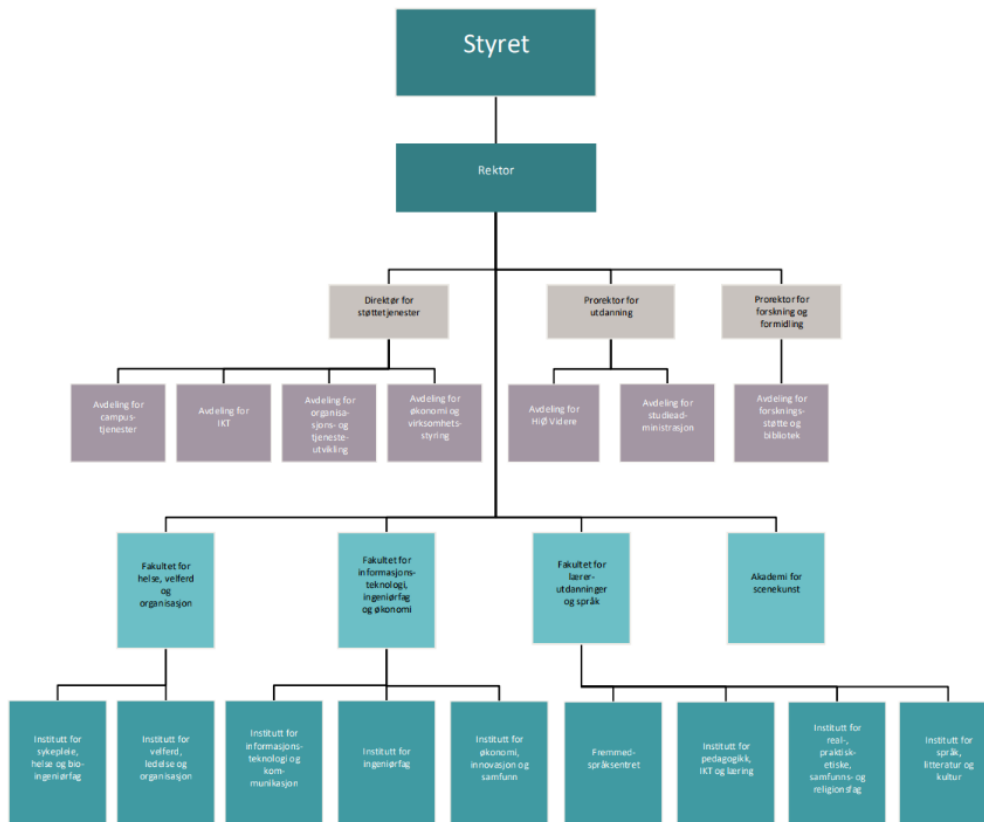 Styret
Rektor
Direktør for
støttetjenester
Prorektor for
utdanning
Prorektor for
forskning og
formidling
Avdeling for
campus-
tjenester
Avdeling for
IKT
Avdeling for
organisa-
sjons- og
tjeneste-
utvikling
Avdeling for
økonomi og
virksomhets-
styring
Avdeling for
HiØ Videre
Avdeling for
studiead-
ministrasjon
Avdeling for
forsknings-
støtte og
bibliotek
Fakultet for
helse, velferd
og
organisasjon
Fakultet for
informasjons-
teknologi,
ingeniørfag
og økonomi
Fakultet for
lærer-
utdanninger
og språk
Akademi for
scenekunst
Institutt for
sykepleie,
helse og bio-
ingeniørfag
Institutt for
velferd,
ledelse og
organisasjon
Institutt for
informasjons-
teknologi og
kom-
munikasjon
Institutt for
ingeniørfag
Institutt for
økonomi,
innovasjon og
samfunn
Fremmed-
språksentret
Institutt for
pedagogikk,
IKT og læring
Institutt for
real-,
praktisk-
etiske,
samfunns- og
religionsfag
Institutt for
språk,
litteratur og
kultur